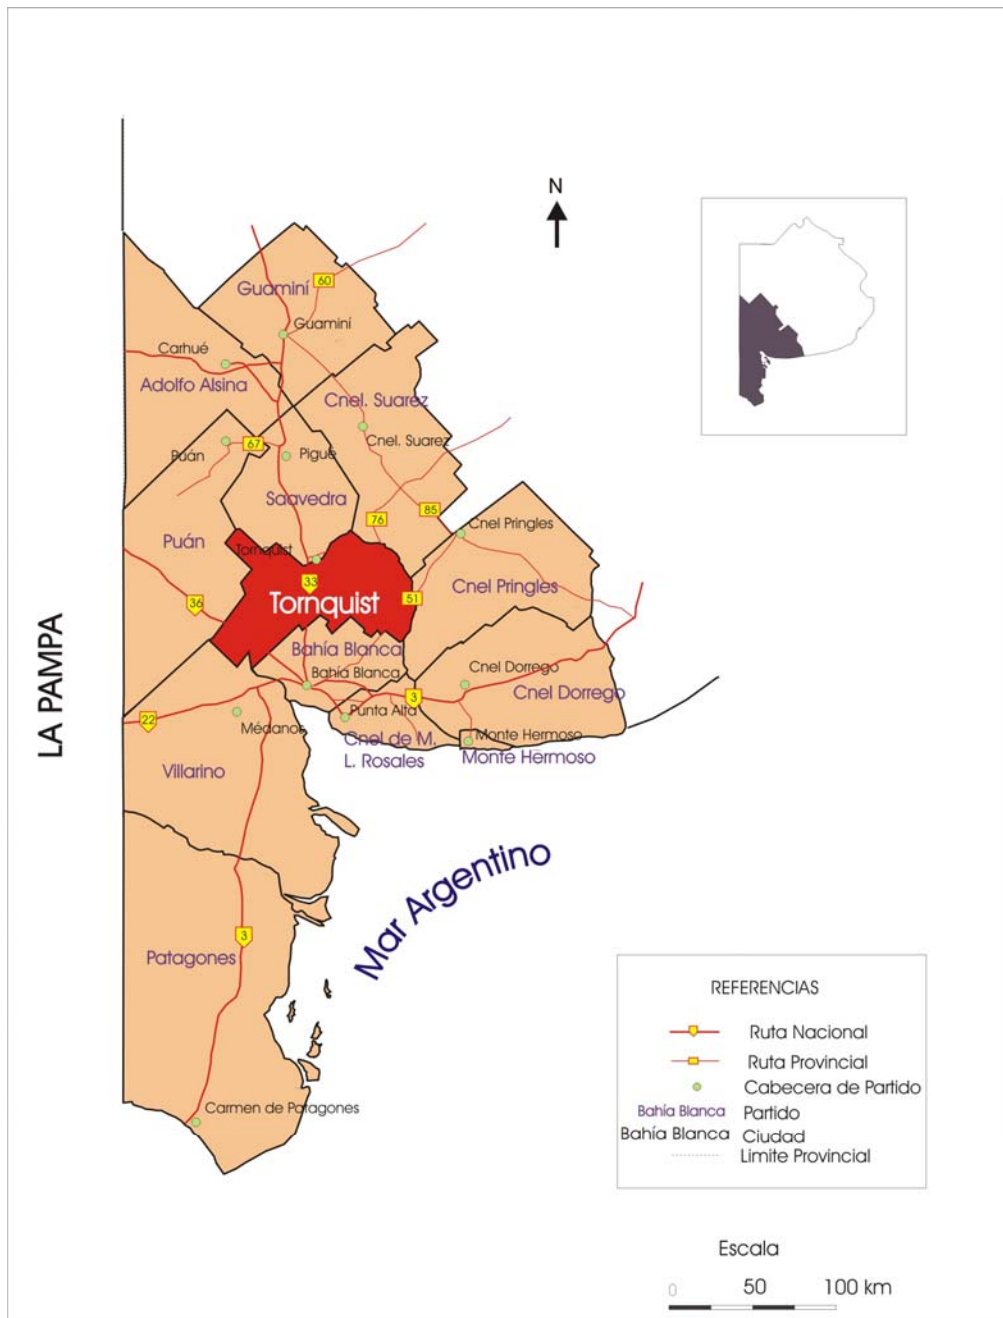 N
60
Guaminí
Guaminí
Carhué
Adolfo Alsina
Cnel. Suarez
Cnel. Suarez
Puán
67
Pigué
Saavedra
85
76
Cnel Pringles
Puán
Tornquist
33
Tornquist
Cnel Pringles
36
51
Bahía Blanca
Bahía Blanca
Cnel Dorrego
Cnel Dorrego
3
LA PAMPA
22
Médanos
Punta Alta
Cnel de M.
L. Rosales
Monte Hermoso
Monte Hermoso
Villarino
Mar Argentino
3
Patagones
Carmen de Patagones
REFERENCIAS
Ruta Nacional
Ruta Provincial
Cabecera de Partido
Bahía Blanca Partido
Bahía Blanca Ciudad
Limite Provincial
Escala
0 50 100 km